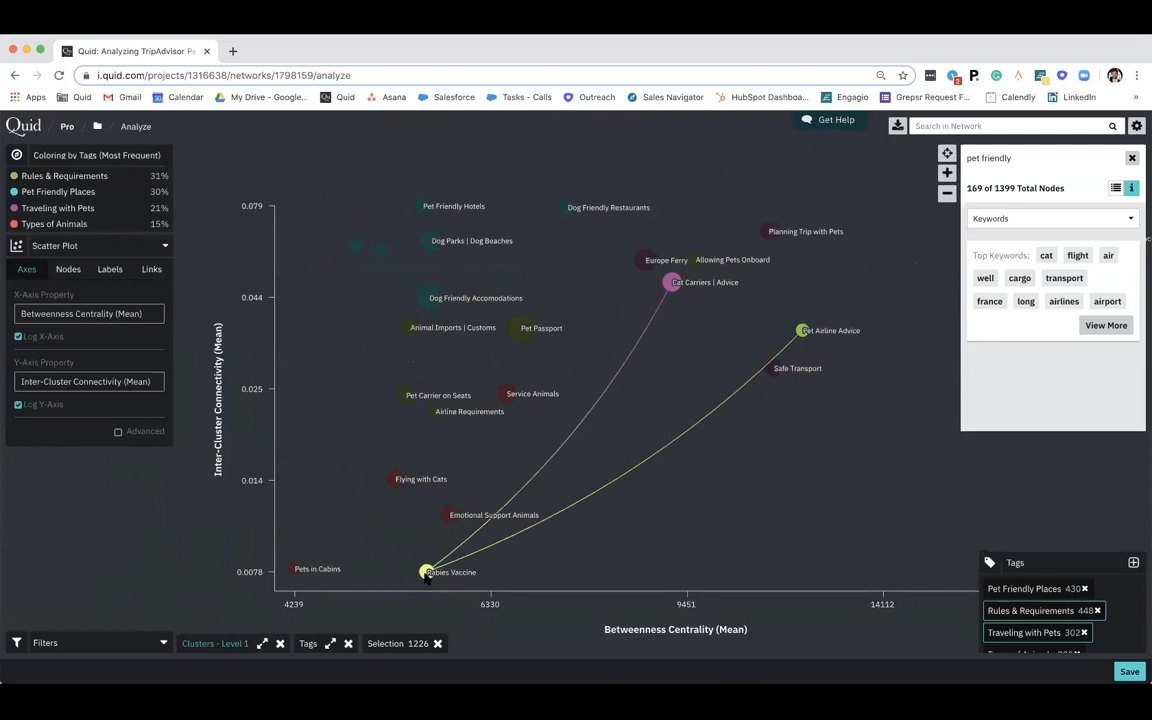 Quid: Analyzing TripAdvisor Pe
i.quid.com/projects/1316638/networks/1798159/analyze
Apps Quid Gmail Calendar My Drive - Google... Quid Asana Salesforce Tasks - Calls Outreach Sales Navigator HubSpot Dashboa... Engagio Grepsr Request F... Calendly LinkedIn »
Quid Pro Analyze
Get Help
Search in Network
Coloring by Tags (Most Frequent)
Rules & Requirements 31%
Pet Friendly Places 30%
Traveling with Pets 21%
Types of Animals 15%
Scatter Plot
Axes Nodes Labels Links
X-Axis Property
Betweenness Centrality (Mean)
Log X-Axis
Y-Axis Property
Inter-Cluster Connectivity (Mean)
Log Y-Axis
Advanced
Inter-Cluster Connectivity (Mean)
0.079
0.044
0.025
0.014
0.0078
Pet Friendly Hotels
Dog Friendly Restaurants
Planning Trip with Pets
Dog Parks | Dog Beaches
Europe Ferry
Allowing Pets Onboard
Cat Carriers | Advice
Dog Friendly Accomodations
Animal Imports | Customs
Pet Passport
Pet Airline Advice
Safe Transport
Pet Carrier on Seats
Service Animals
Airline Requirements
Flying with Cats
Emotional Support Animals
Pets in Cabins
Rabies Vaccine
4239 6330 9451 14112
Betweenness Centrality (Mean)
pet friendly
169 of 1399 Total Nodes
Keywords
Top Keywords: cat flight air
well cargo transport
france long airlines airport
View More
Tags
Pet Friendly Places 430
Rules & Requirements 448
Traveling with Pets 302
Filters
Clusters - Level 1
Tags
Selection 1226
Save